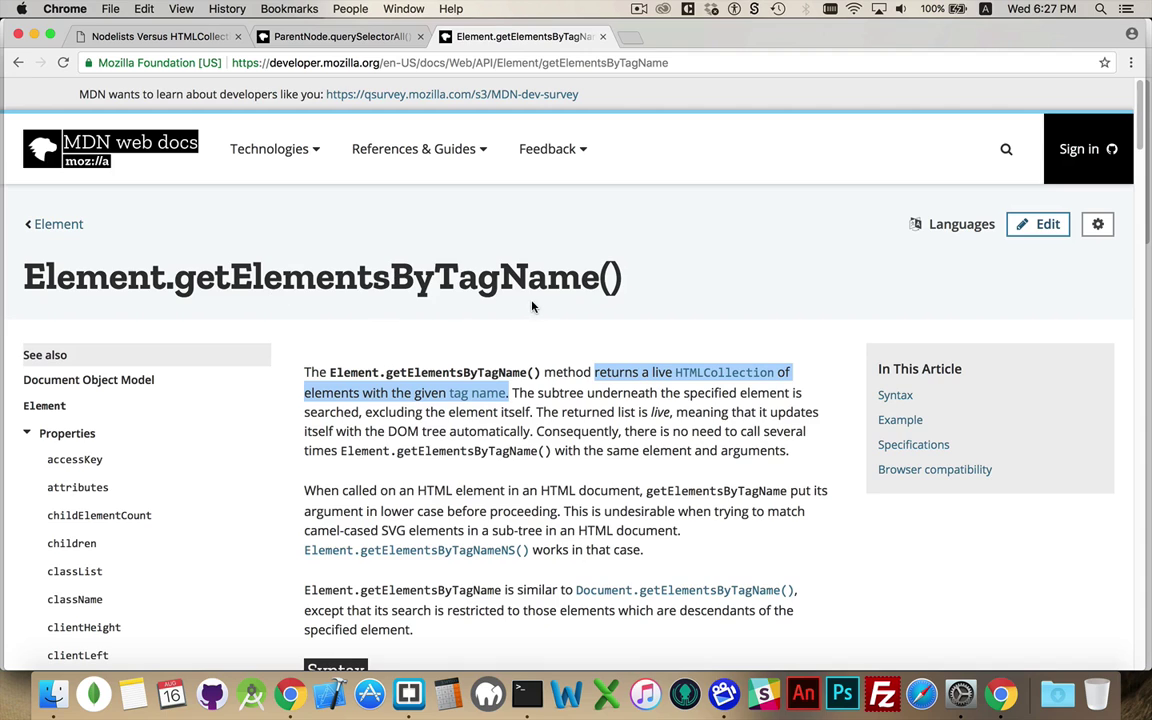 Chrome File Edit View History Bookmarks People Window Help 100% A Wed 6:27 PM
Nodelists Versus HTMLCollect ParentNode.querySelectorAll() Element.getElementsByTagNa
Mozilla Foundation [US] https://developer.mozilla.org/en-US/docs/Web/API/Element/getElementsByTagName
MDN wants to learn about developers like you: https://qsurvey.mozilla.com/s3/MDN-dev-survey
MDN web docs
moz://a
Technologies References & Guides Feedback Sign in
Element Languages Edit
Element.getElementsByTagName()
See also
Document Object Model
Element
Properties
accessKey
attributes
childElementCount
children
classList
className
clientHeight
clientLeft
The Element.getElementsByTagName() method returns a live HTMLCollection of
elements with the given tag name. The subtree underneath the specified element is
searched, excluding the element itself. The returned list is live, meaning that it updates
itself with the DOM tree automatically. Consequently, there is no need to call several
times Element.getElementsByTagName() with the same element and arguments.
When called on an HTML element in an HTML document, getElementsByTagName put its
argument in lower case before proceeding. This is undesirable when trying to match
camel-cased SVG elements in a sub-tree in an HTML document.
Element.getElementsByTagNameNS() works in that case.
Element.getElementsByTagName is similar to Document.getElementsByTagName(),
except that its search is restricted to those elements which are descendants of the
specified element.
Syntax
In This Article
Syntax
Example
Specifications
Browser compatibility
AUG
16
An
Ps
Fz